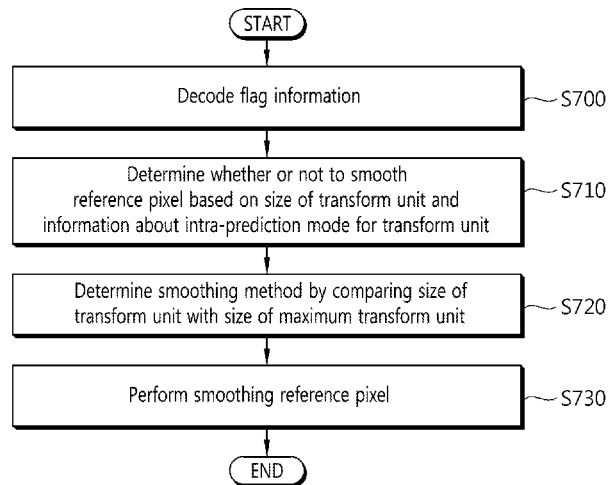 START
Decode flag information
S700
Determine whether or not to smooth
reference pixel based on size of transform unit and
information about intra-prediction mode for transform unit
S710
Determine smoothing method by comparing size of
transform unit with size of maximum transform unit
S720
Perform smoothing reference pixel
S730
END